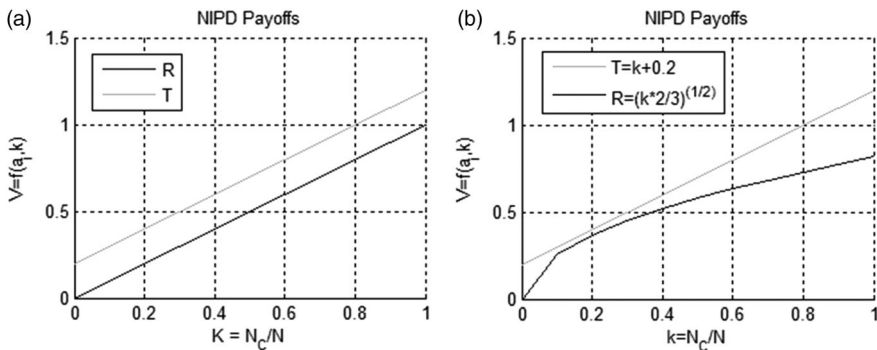 (a)
NIPD Payoffs
1.5
1
0.5
0
V=f(a_i,k)
R
T
0 0.2 0.4 0.6 0.8 1
K = N_C/N
(b)
NIPD Payoffs
1.5
1
0.5
0
V=f(a_i,k)
T=k+0.2
R=(k*2/3)^(1/2)
0 0.2 0.4 0.6 0.8 1
k=N_C/N